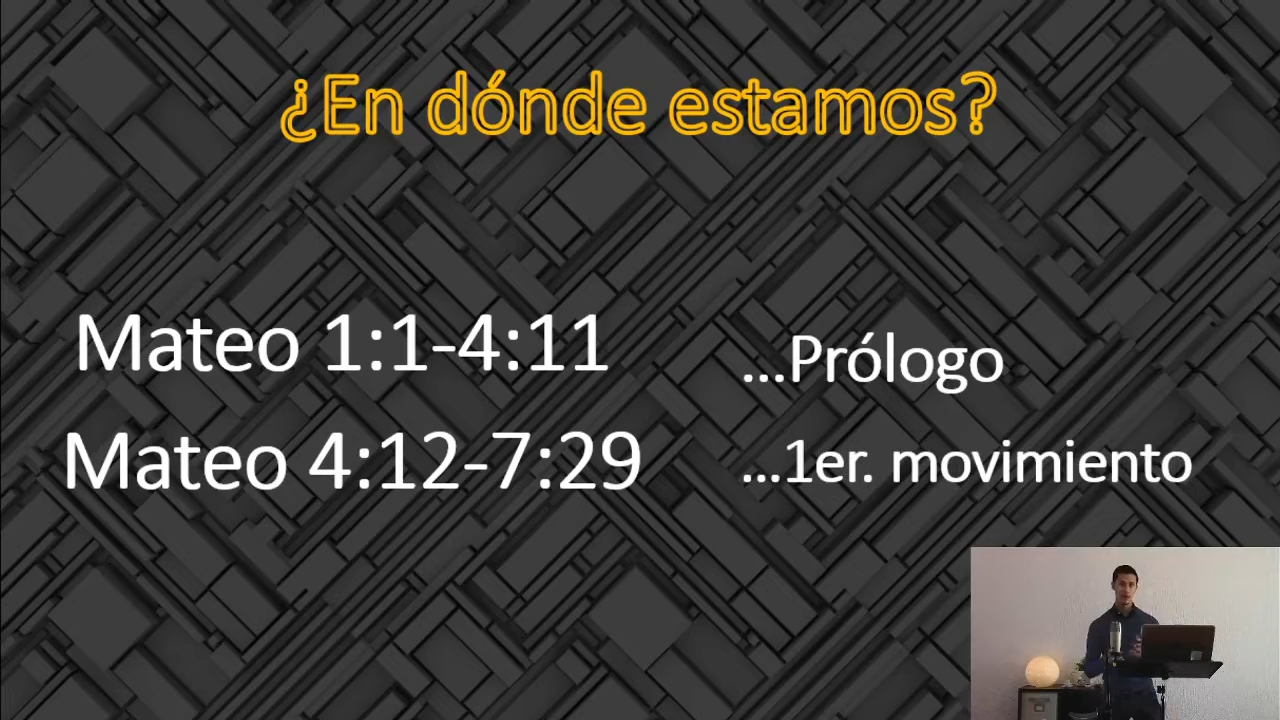 ¿En dónde estamos?
Mateo 1:1-4:11
...Prólogo
Mateo 4:12-7:29
...1er. movimiento